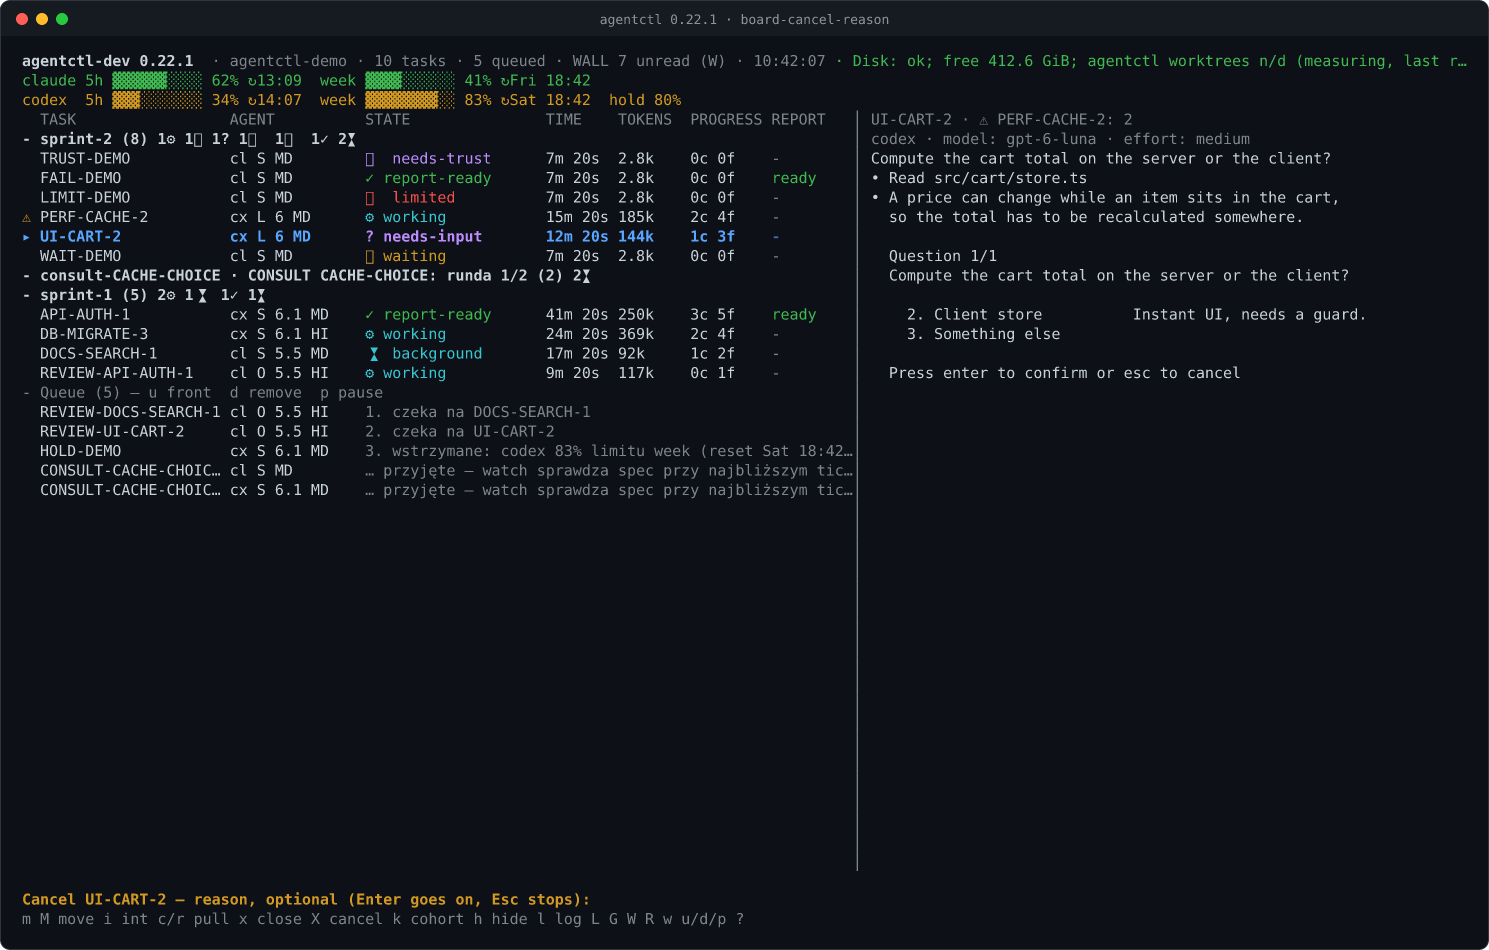 agentctl 0.22.1 · board-cancel-reason
agentctl-dev 0.22.1 · agentctl-demo · 10 tasks · 5 queued · WALL 7 unread (W) · 10:42:07 · Disk: ok; free 412.6 GiB; agentctl worktrees n/d (measuring, last r…
claude 5h ▓▓▓▓▓▓░░░░ 62% ↻13:09 week ▓▓▓▓░░░░░░ 41% ↻Fri 18:42
codex 5h ▓▓▓░░░░░░░ 34% ↻14:07 week ▓▓▓▓▓▓▓▓░░ 83% ↻Sat 18:42 hold 80%
TASK AGENT STATE TIME TOKENS PROGRESS REPORT
- sprint-2 (8) 1⚙ 1 1? 1 1 1✓ 2⧗
TRUST-DEMO cl S MD needs-trust 7m 20s 2.8k 0c 0f -
FAIL-DEMO cl S MD ✓ report-ready 7m 20s 2.8k 0c 0f ready
LIMIT-DEMO cl S MD limited 7m 20s 2.8k 0c 0f -
⚠ PERF-CACHE-2 cx L 6 MD ⚙ working 15m 20s 185k 2c 4f -
▸ UI-CART-2 cx L 6 MD ? needs-input 12m 20s 144k 1c 3f -
WAIT-DEMO cl S MD waiting 7m 20s 2.8k 0c 0f -
- consult-CACHE-CHOICE · CONSULT CACHE-CHOICE: runda 1/2 (2) 2⧗
- sprint-1 (5) 2⚙ 1⧗ 1✓ 1⧗
API-AUTH-1 cx S 6.1 MD ✓ report-ready 41m 20s 250k 3c 5f ready
DB-MIGRATE-3 cx S 6.1 HI ⚙ working 24m 20s 369k 2c 4f -
DOCS-SEARCH-1 cl S 5.5 MD ⧗ background 17m 20s 92k 1c 2f -
REVIEW-API-AUTH-1 cl O 5.5 HI ⚙ working 9m 20s 117k 0c 1f -
- Queue (5) — u front d remove p pause
REVIEW-DOCS-SEARCH-1 cl O 5.5 HI 1. czeka na DOCS-SEARCH-1
REVIEW-UI-CART-2 cl O 5.5 HI 2. czeka na UI-CART-2
HOLD-DEMO cx S 6.1 MD 3. wstrzymane: codex 83% limitu week (reset Sat 18:42…
CONSULT-CACHE-CHOIC… cl S MD … przyjęte — watch sprawdza spec przy najbliższym tic…
CONSULT-CACHE-CHOIC… cx S 6.1 MD … przyjęte — watch sprawdza spec przy najbliższym tic…
UI-CART-2 · ⚠ PERF-CACHE-2: 2
codex · model: gpt-6-luna · effort: medium
Compute the cart total on the server or the client?
• Read src/cart/store.ts
• A price can change while an item sits in the cart,
so the total has to be recalculated somewhere.
Question 1/1
Compute the cart total on the server or the client?
2. Client store Instant UI, needs a guard.
3. Something else
Press enter to confirm or esc to cancel
Cancel UI-CART-2 — reason, optional (Enter goes on, Esc stops):
m M move i int c/r pull x close X cancel k cohort h hide l log L G W R w u/d/p ?